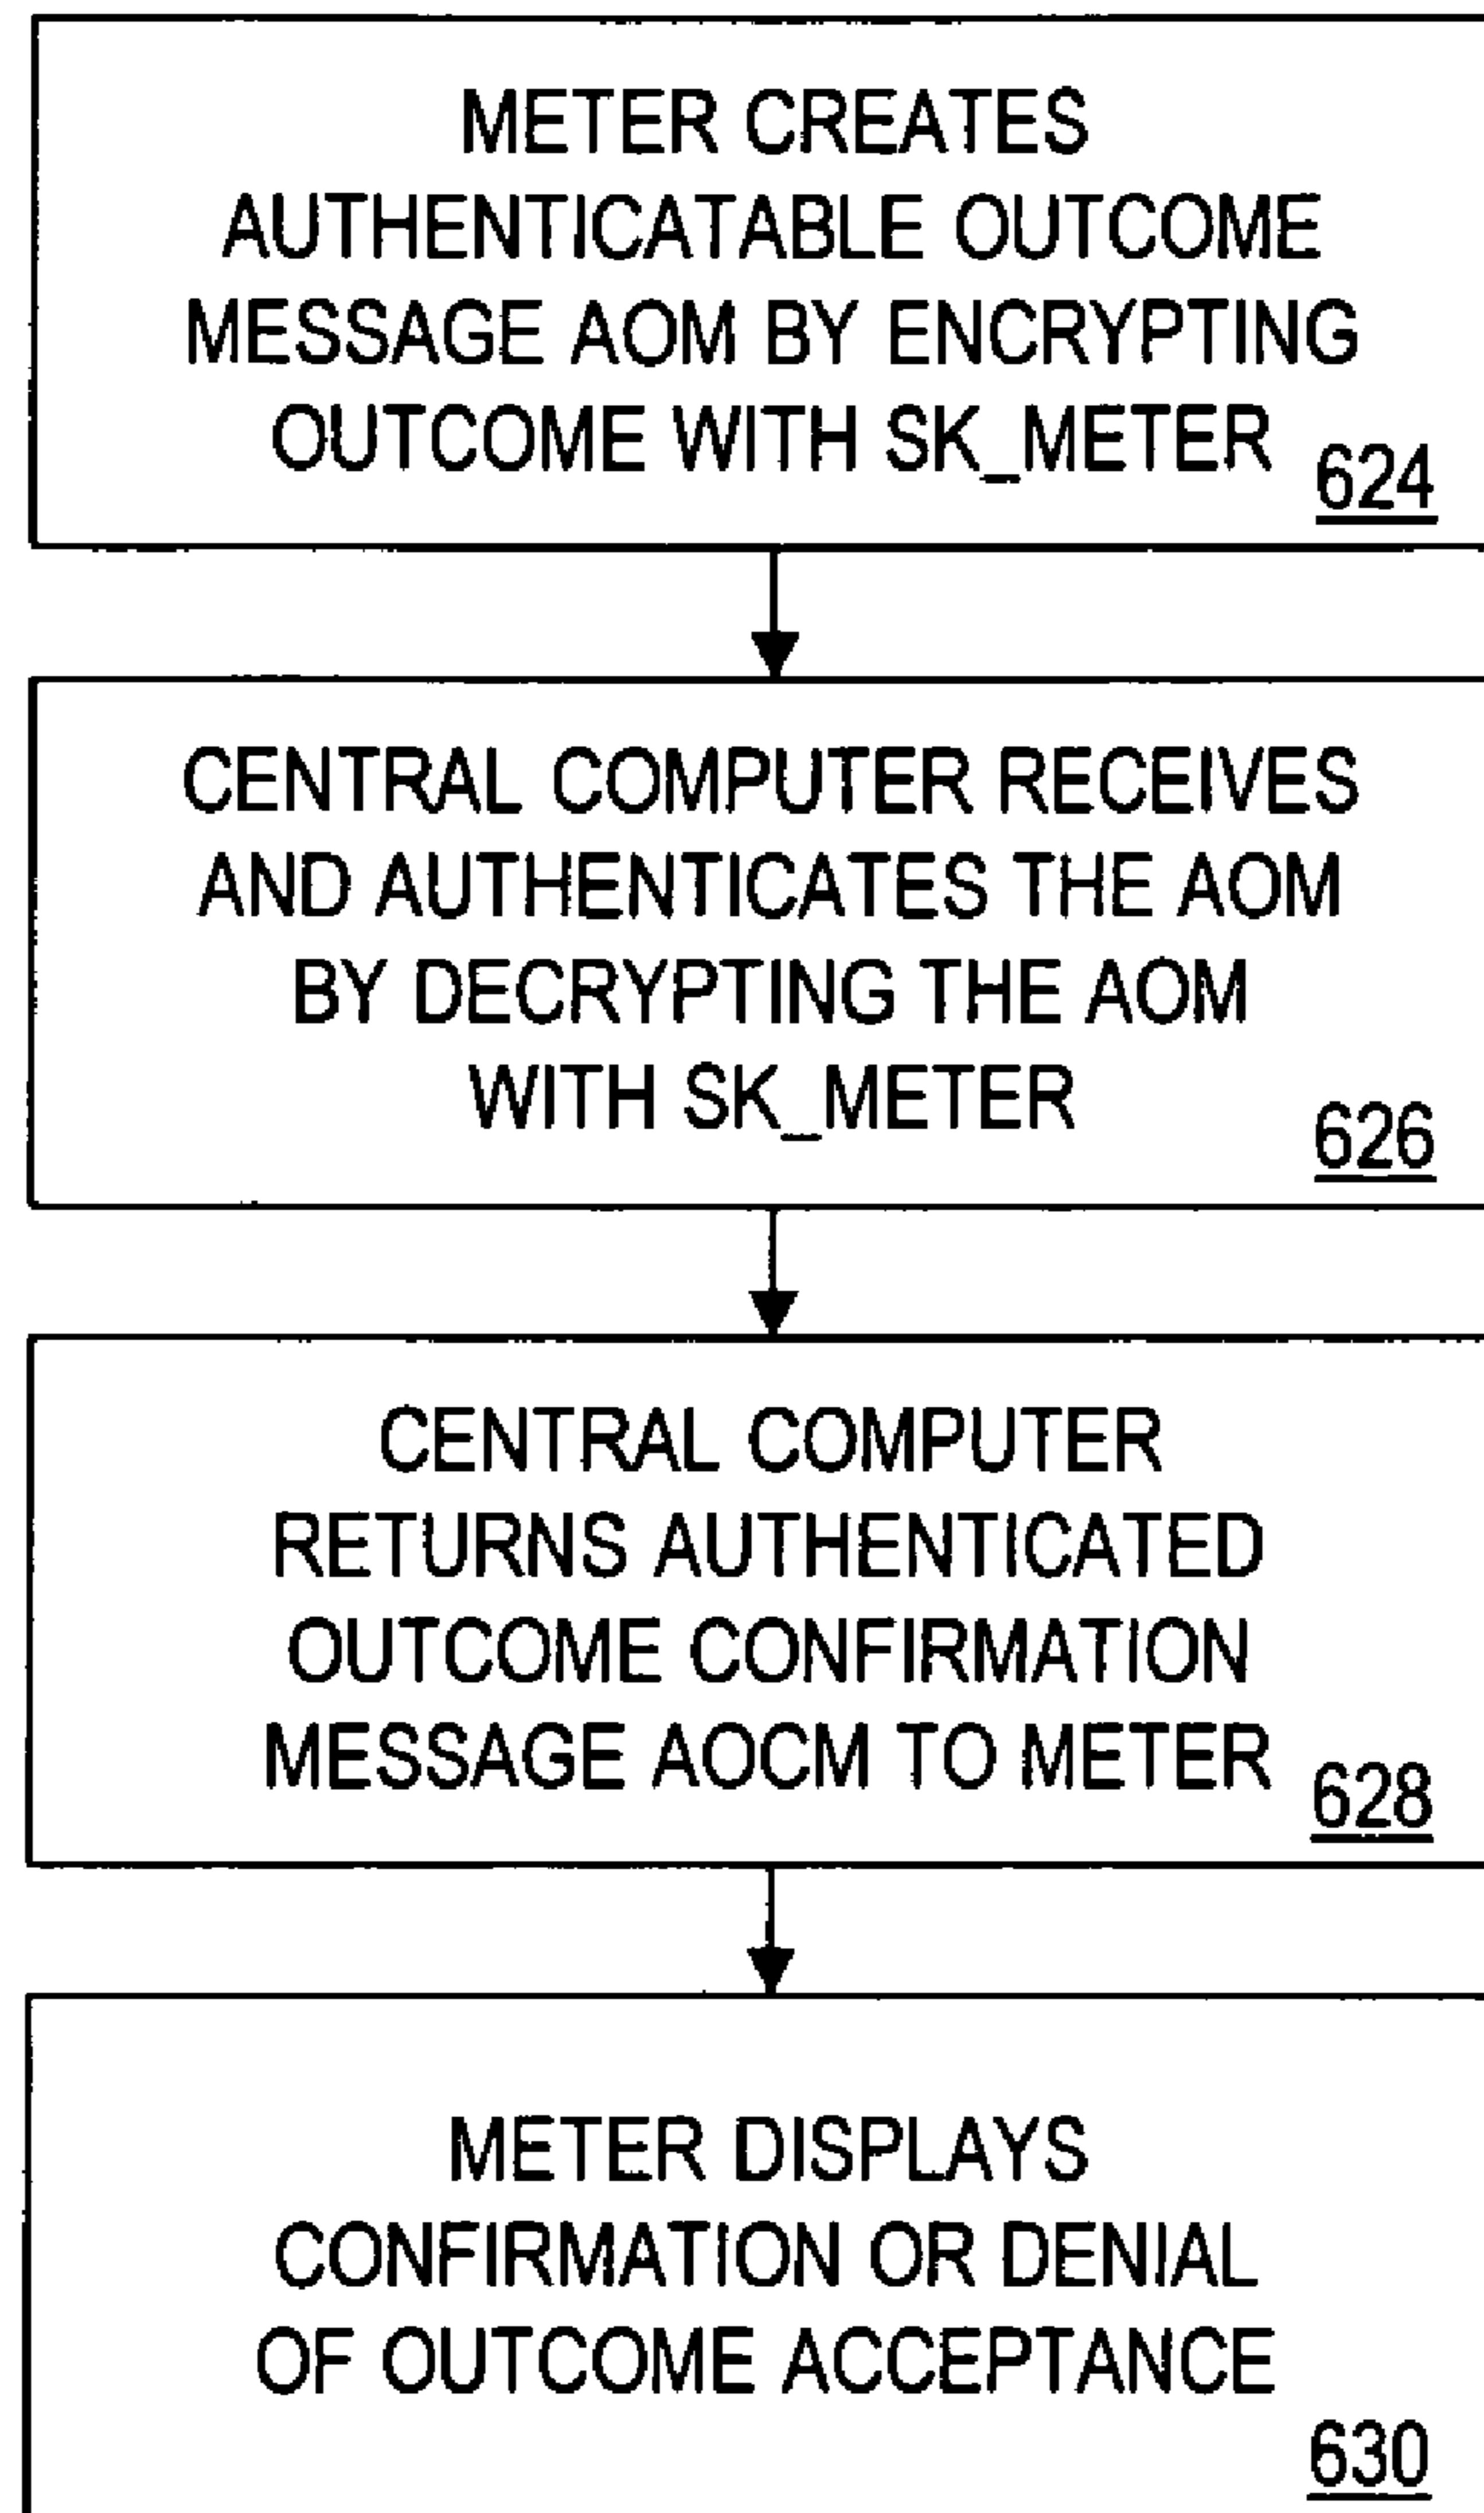 METER CREATES
AUTHENTICATABLE OUTCOME
MESSAGE AOM BY ENCRYPTING
OUTCOME WITH SK_METER
624
CENTRAL COMPUTER RECEIVES
AND AUTHENTICATES THE AOM
BY DECRYPTING THE AOM
WITH SK_METER
626
CENTRAL COMPUTER
RETURNS AUTHENTICATED
OUTCOME CONFIRMATION
MESSAGE AOCM TO METER
628
METER DISPLAYS
CONFIRMATION OR DENIAL
OF OUTCOME ACCEPTANCE
630